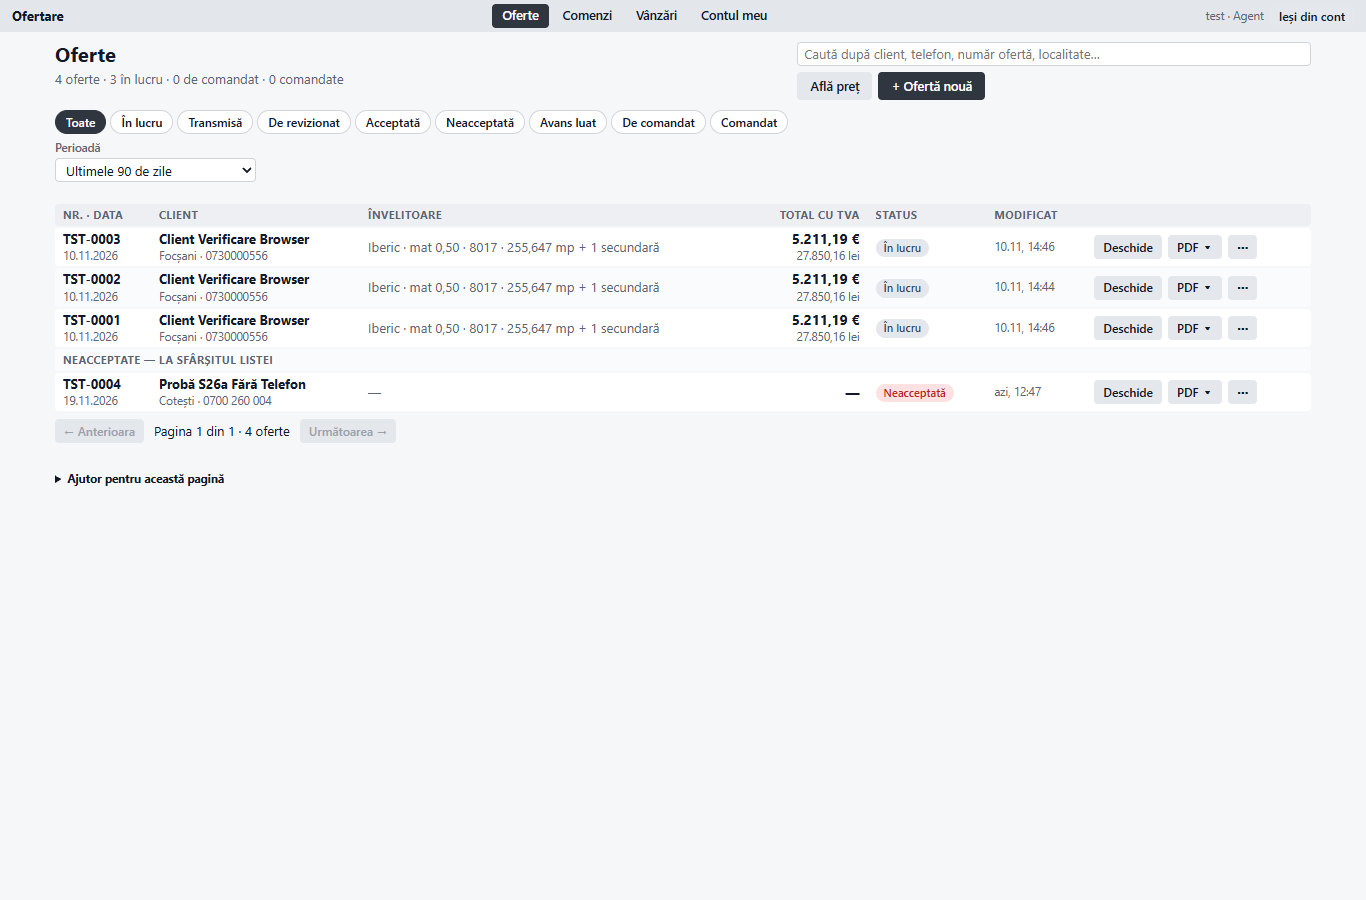 Ofertare
Oferte Comenzi Vânzări Contul meu
test · Agent Ieși din cont
Oferte
4 oferte · 3 în lucru · 0 de comandat · 0 comandate
Caută după client, telefon, număr ofertă, localitate...
Află preț + Ofertă nouă
Toate În lucru Transmisă De revizionat Acceptată Neacceptată Avans luat De comandat Comandat
Perioadă
Ultimele 90 de zile
NR. · DATA CLIENT ÎNVELITOARE TOTAL CU TVA STATUS MODIFICAT
TST-0003 Client Verificare Browser 5.211,19 €
Iberic · mat 0,50 · 8017 · 255,647 mp + 1 secundară În lucru 10.11, 14:46 Deschide PDF ▾ ···
10.11.2026 Focșani · 0730000556 27.850,16 lei
TST-0002 Client Verificare Browser 5.211,19 €
Iberic · mat 0,50 · 8017 · 255,647 mp + 1 secundară În lucru 10.11, 14:44 Deschide PDF ▾ ···
10.11.2026 Focșani · 0730000556 27.850,16 lei
TST-0001 Client Verificare Browser 5.211,19 €
Iberic · mat 0,50 · 8017 · 255,647 mp + 1 secundară În lucru 10.11, 14:46 Deschide PDF ▾ ···
10.11.2026 Focșani · 0730000556 27.850,16 lei
NEACCEPTATE — LA SFÂRȘITUL LISTEI
TST-0004 Probă S26a Fără Telefon
— — Neacceptată azi, 12:47 Deschide PDF ▾ ···
19.11.2026 Cotești · 0700 260 004
← Anterioara Pagina 1 din 1 · 4 oferte Următoarea →
▶ Ajutor pentru această pagină